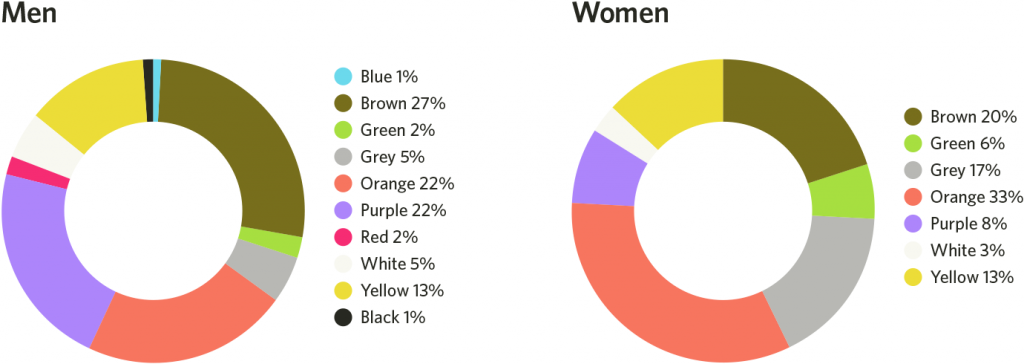 Men
Blue 1%
Brown 27%
Green 2%
Grey 5%
Orange 22%
Purple 22%
Red 2%
White 5%
Yellow 13%
Black 1%
Women
Brown 20%
Green 6%
Grey 17%
Orange 33%
Purple 8%
White 3%
Yellow 13%